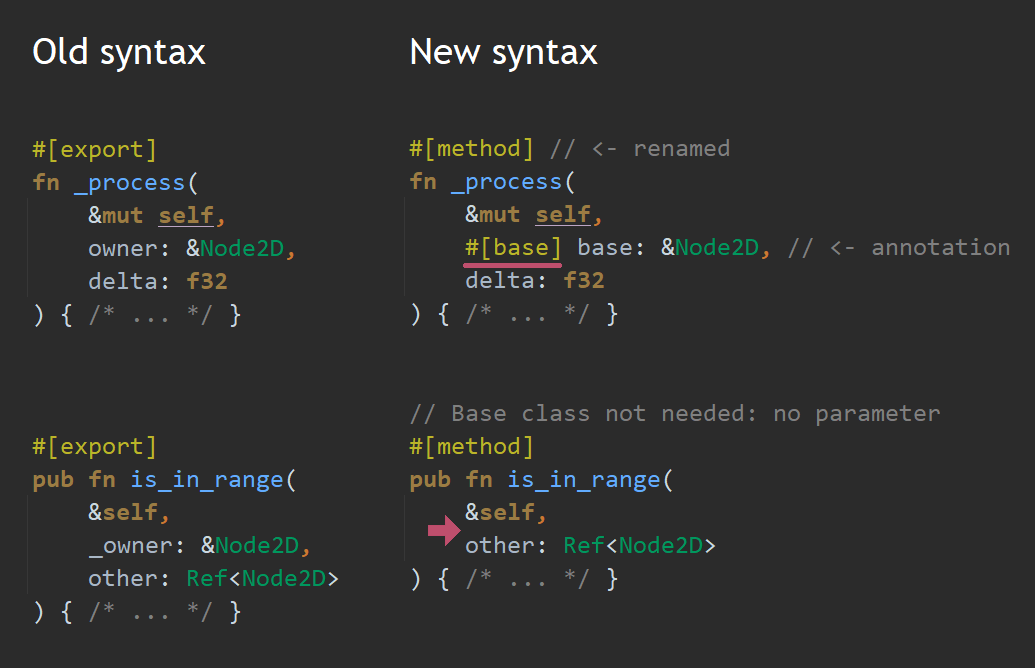 Old syntax
#[export]
fn _process(
    &mut self,
    owner: &Node2D,
    delta: f32
) { /* ... */ }
#[export]
pub fn is_in_range(
    &self,
    _owner: &Node2D,
    other: Ref<Node2D>
) { /* ... */ }
New syntax
#[method] // <- renamed
fn _process(
    &mut self,
    #[base] base: &Node2D, // <- annotation
    delta: f32
) { /* ... */ }
// Base class not needed: no parameter
#[method]
pub fn is_in_range(
    &self,
    other: Ref<Node2D>
) { /* ... */ }